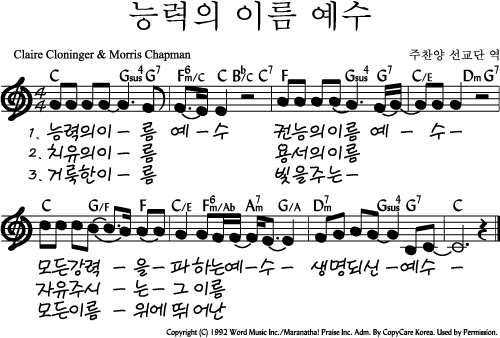 능력의 이름 예수
Claire Cloninger & Morris Chapman 주찬양 선교단 역
C Gsus4 G7 F6m/C C Bb/C C7 F Gsus4 G7 C/E Dm G7
1. 능력의이 - 름 예 - 수 권능의이름 예 - 수 -
2. 치유의이 - 름 용서의이름
3. 거룩한이 - 름 빛을주는 -
C G/F F C/E F6m/Ab Am7 G/A Dm7 Gsus4 G7 C
모든강력 - 을 - 파하는예 - 수 - 생명되신 - 예수 -
자유주시 - 는 - 그 이름
모든이름 - 위에 뛰어난
Copyright (C) 1992 Word Music Inc./Maranatha! Praise Inc. Adm. By CopyCare Korea. Used by Permission.